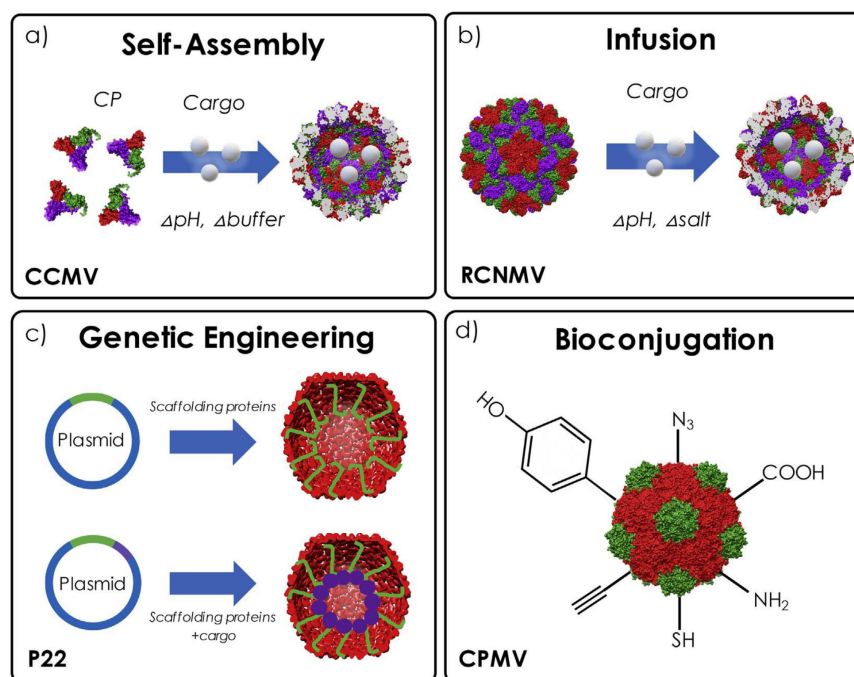 a)
Self-Assembly
CP
Cargo
ΔpH, Δbuffer
CCMV
b)
Infusion
Cargo
ΔpH, Δsalt
RCNMV
c)
Genetic Engineering
Plasmid
Scaffolding proteins
Plasmid
Scaffolding proteins
+cargo
P22
d)
Bioconjugation
HO
N3
COOH
NH2
SH
CPMV